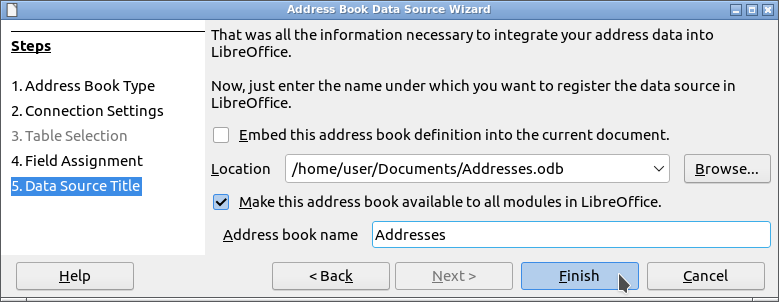 Address Book Data Source Wizard
Steps
1. Address Book Type
2. Connection Settings
3. Table Selection
4. Field Assignment
5. Data Source Title
That was all the information necessary to integrate your address data into
LibreOffice.
Now, just enter the name under which you want to register the data source in
LibreOffice.
Embed this address book definition into the current document.
Location /home/user/Documents/Addresses.odb Browse...
Make this address book available to all modules in LibreOffice.
Address book name Addresses
Help < Back Next > Finish Cancel